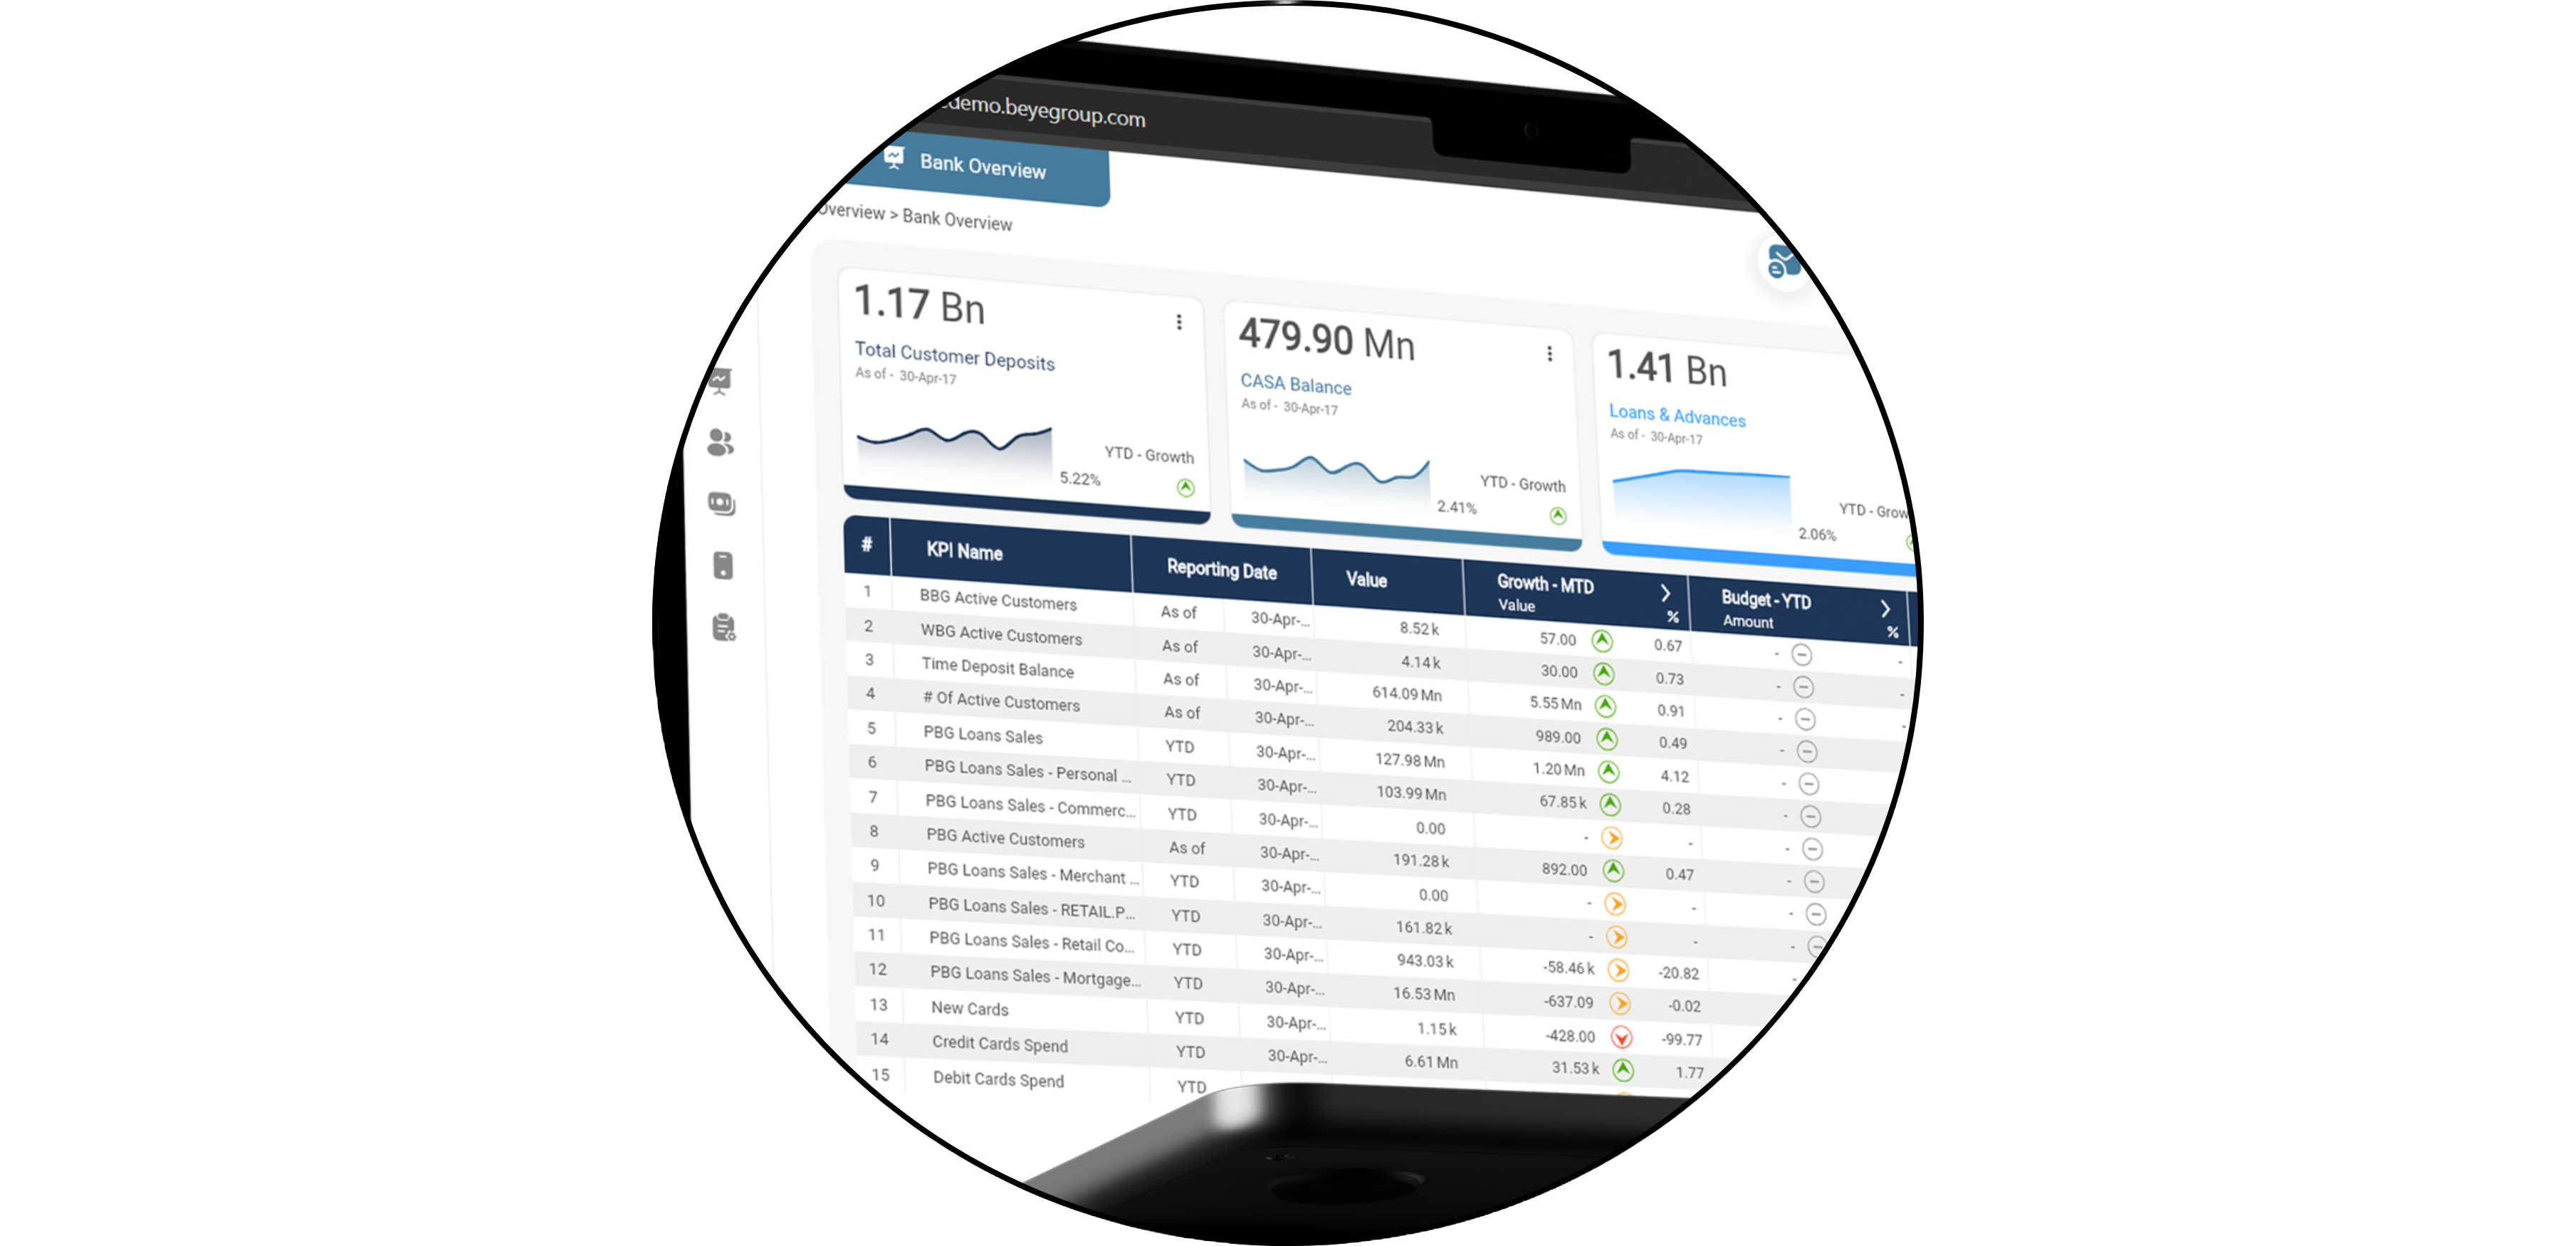 demo.beyegroup.com
Bank Overview
Overview > Bank Overview
1.17 Bn
Total Customer Deposits
As of - 30-Apr-17
YTD - Growth
5.22%
479.90 Mn
CASA Balance
As of - 30-Apr-17
YTD - Growth
2.41%
1.41 Bn
Loans & Advances
As of - 30-Apr-17
YTD - Grow
2.06%
# KPI Name Reporting Date Value Growth - MTD > Budget - YTD >
Value % Amount %
1 BBG Active Customers As of 30-Apr-... 8.52 k 57.00 0.67 - -
2 WBG Active Customers As of 30-Apr-... 4.14 k 30.00 0.73 - -
3 Time Deposit Balance As of 30-Apr-... 614.09 Mn 5.55 Mn 0.91 - -
4 # Of Active Customers As of 30-Apr-... 204.33 k 989.00 0.49 -
5 PBG Loans Sales YTD 30-Apr-... 127.98 Mn 1.20 Mn 4.12 -
6 PBG Loans Sales - Personal ... YTD 30-Apr-... 103.99 Mn 67.85 k 0.28 -
7 PBG Loans Sales - Commerc... YTD 30-Apr-... 0.00 - - -
8 PBG Active Customers As of 30-Apr-... 191.28 k 892.00 0.47 -
9 PBG Loans Sales - Merchant ... YTD 30-Apr-... 0.00 - - -
10 PBG Loans Sales - RETAIL.P... YTD 30-Apr-... 161.82 k - - -
11 PBG Loans Sales - Retail Co... YTD 30-Apr-... 943.03 k -58.46 k -20.82 -
12 PBG Loans Sales - Mortgage... YTD 30-Apr-... 16.53 Mn -637.09 -0.02
13 New Cards YTD 30-Apr-... 1.15 k -428.00 -99.77
14 Credit Cards Spend YTD 30-Apr-... 6.61 Mn 31.53 k 1.77
15 Debit Cards Spend YTD